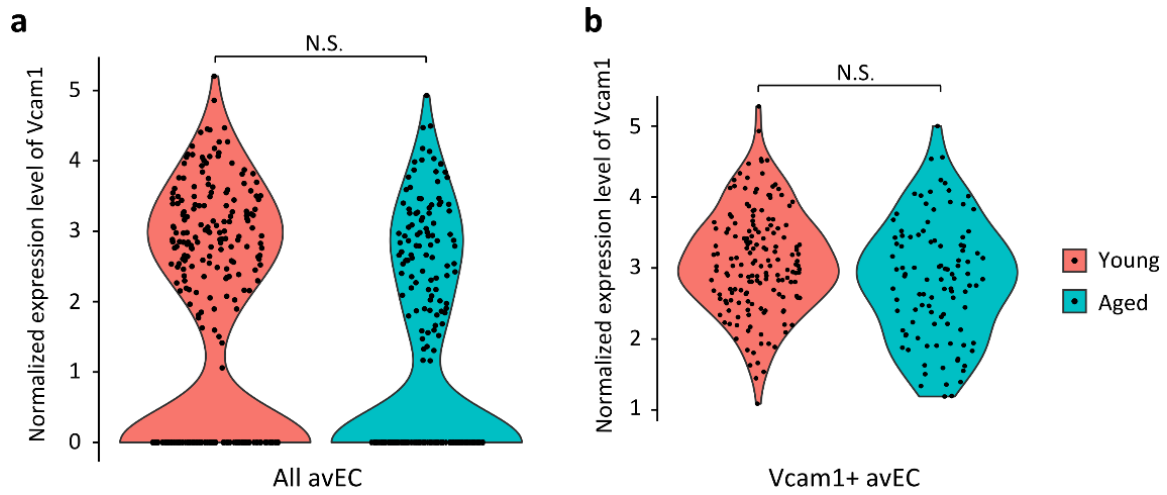 a
N.S.
Normalized expression level of Vcam1
5
4
3
2
1
0
All avEC
b
N.S.
Normalized expression level of Vcam1
5
4
3
2
1
Vcam1+ avEC
Young
Aged